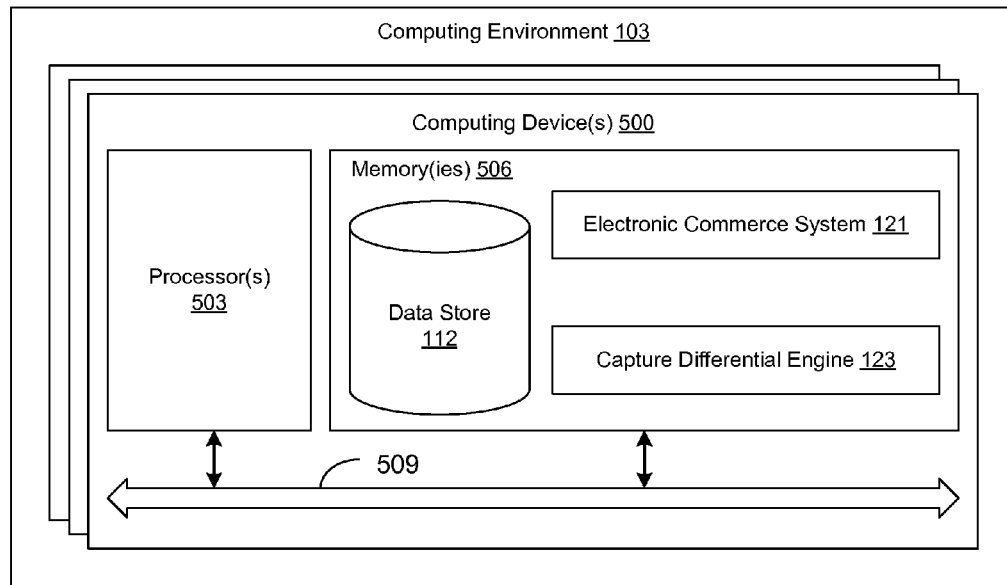 Computing Environment 103
Computing Device(s) 500
Processor(s)
503
Memory(ies) 506
Data Store
112
Electronic Commerce System 121
Capture Differential Engine 123
509